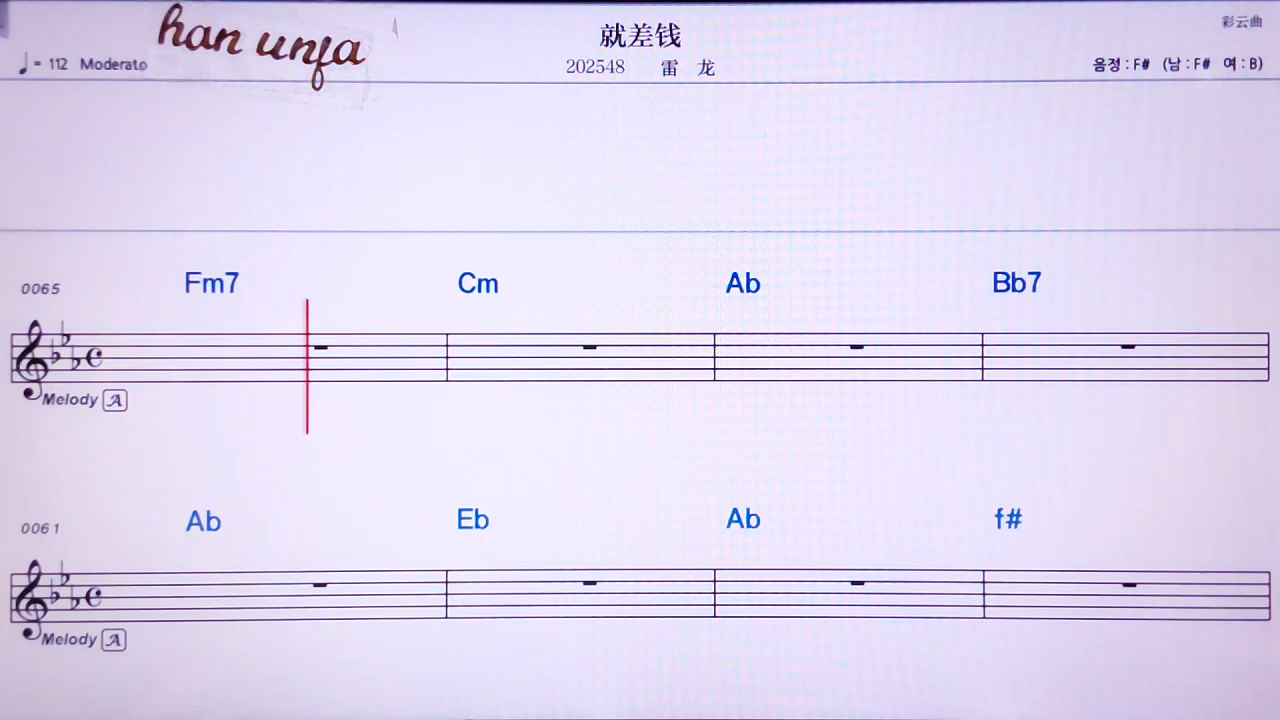 han unfa
就差钱
彩云曲
♩= 112 Moderato
202548 雷 龙
음정 : F# (남 : F# 여 : B)
0065 Fm7 Cm Ab Bb7
Melody A
0061 Ab Eb Ab f#
Melody A